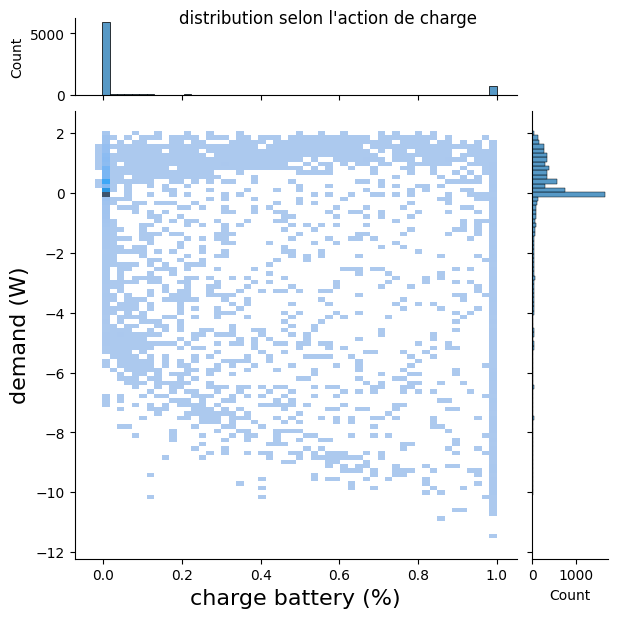 distribution selon l'action de charge
Count
5000
0
demand (W)
2
0
−2
−4
−6
−8
−10
−12
0.0 0.2 0.4 0.6 0.8 1.0
charge battery (%)
0 1000
Count